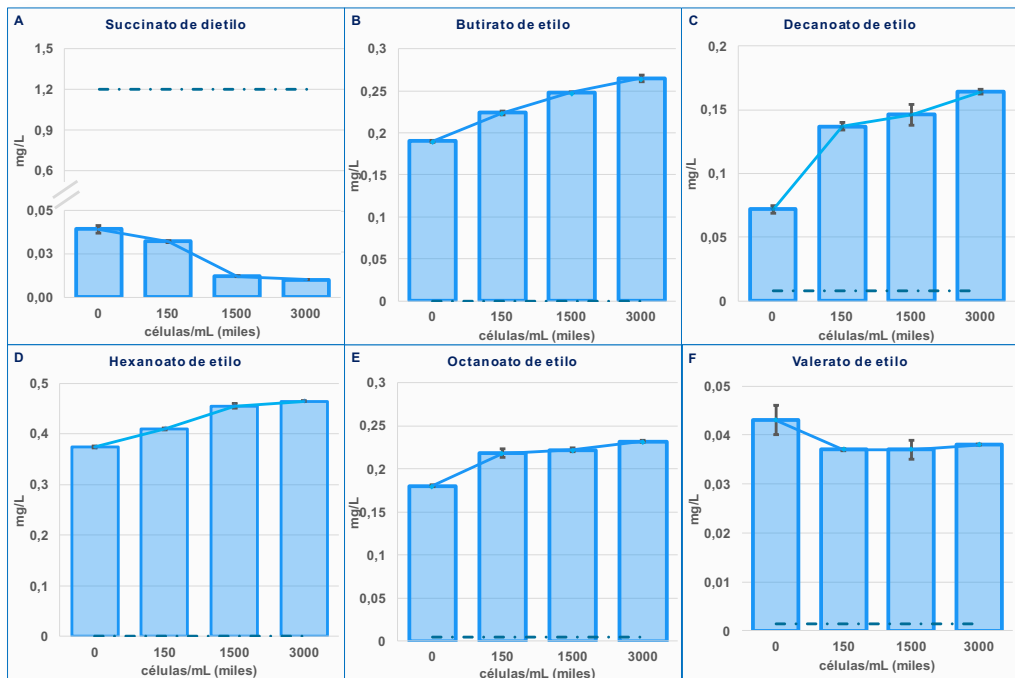 A
Succinato de dietilo
1,5
1,2
0,9
0,6
0,05
0,03
0,00
mg/L
0
150
1500
3000
células/mL (miles)
B
Butirato de etilo
0,3
0,25
0,2
0,15
0,1
0,05
0
mg/L
0
150
1500
3000
células/mL (miles)
C
Decanoato de etilo
0,2
0,15
0,1
0,05
0
mg/L
0
150
1500
3000
células/mL (miles)
D
Hexanoato de etilo
0,5
0,4
0,3
0,2
0,1
0
mg/L
0
150
1500
3000
células/mL (miles)
E
Octanoato de etilo
0,3
0,25
0,2
0,15
0,1
0,05
0
mg/L
0
150
1500
3000
células/mL (miles)
F
Valerato de etilo
0,05
0,04
0,03
0,02
0,01
0
mg/L
0
150
1500
3000
células/mL (miles)